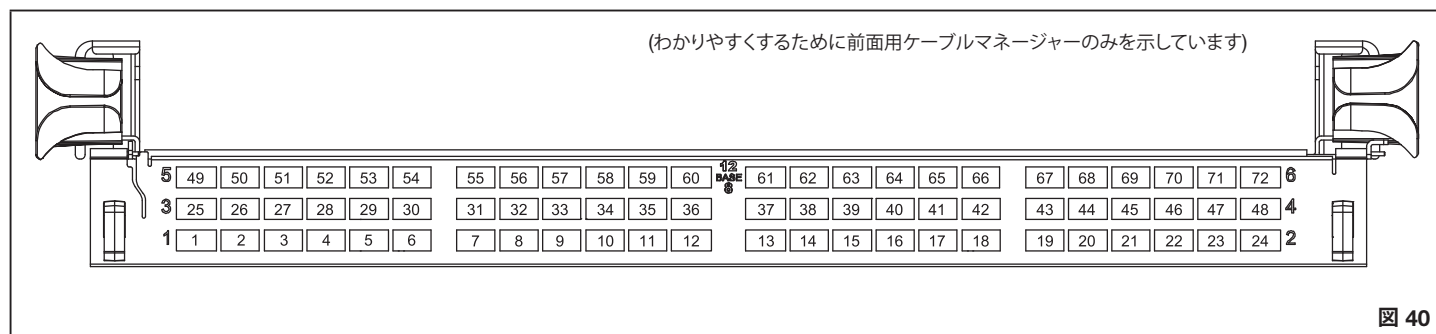 (わかりやすくするために前面用ケーブルマネージャーのみを示しています)
5 49 50 51 52 53 54 55 56 57 58 59 60 12 BASE 8 61 62 63 64 65 66 67 68 69 70 71 72 6
3 25 26 27 28 29 30 31 32 33 34 35 36 37 38 39 40 41 42 43 44 45 46 47 48 4
1 1 2 3 4 5 6 7 8 9 10 11 12 13 14 15 16 17 18 19 20 21 22 23 24 2
図 40